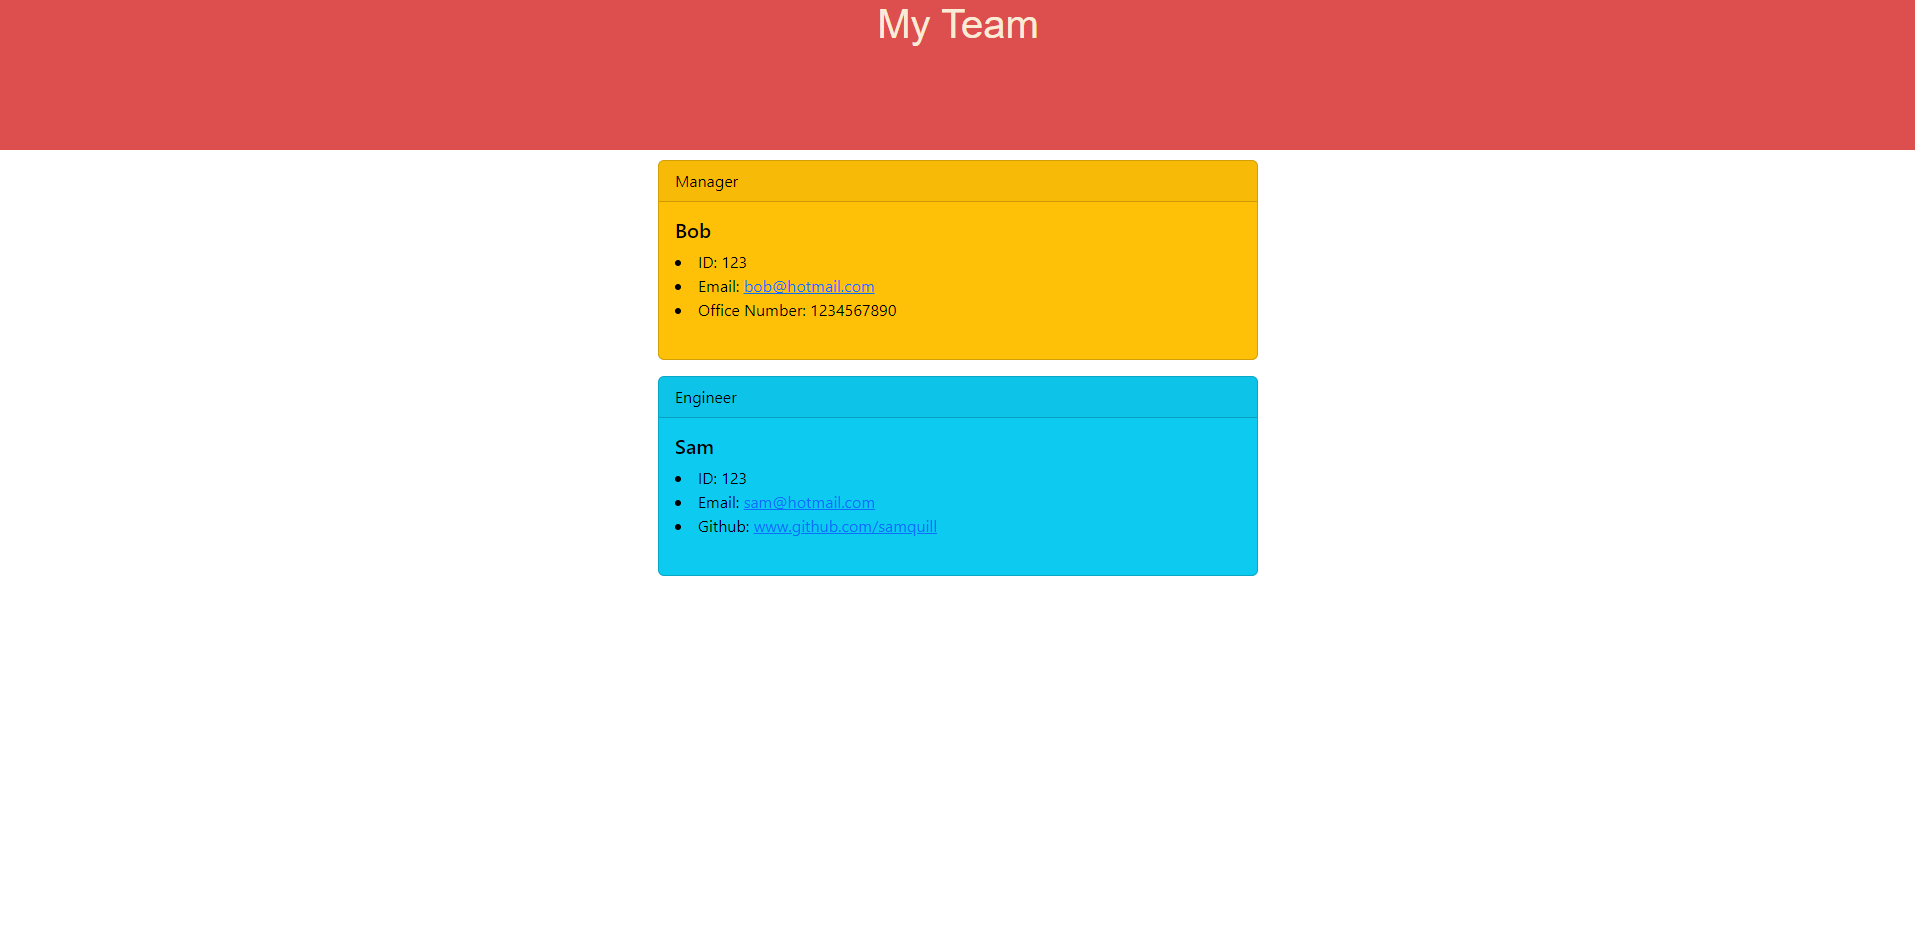 My Team
Manager
Bob
ID: 123
Email: bob@hotmail.com
Office Number: 1234567890
Engineer
Sam
ID: 123
Email: sam@hotmail.com
Github: www.github.com/samquill